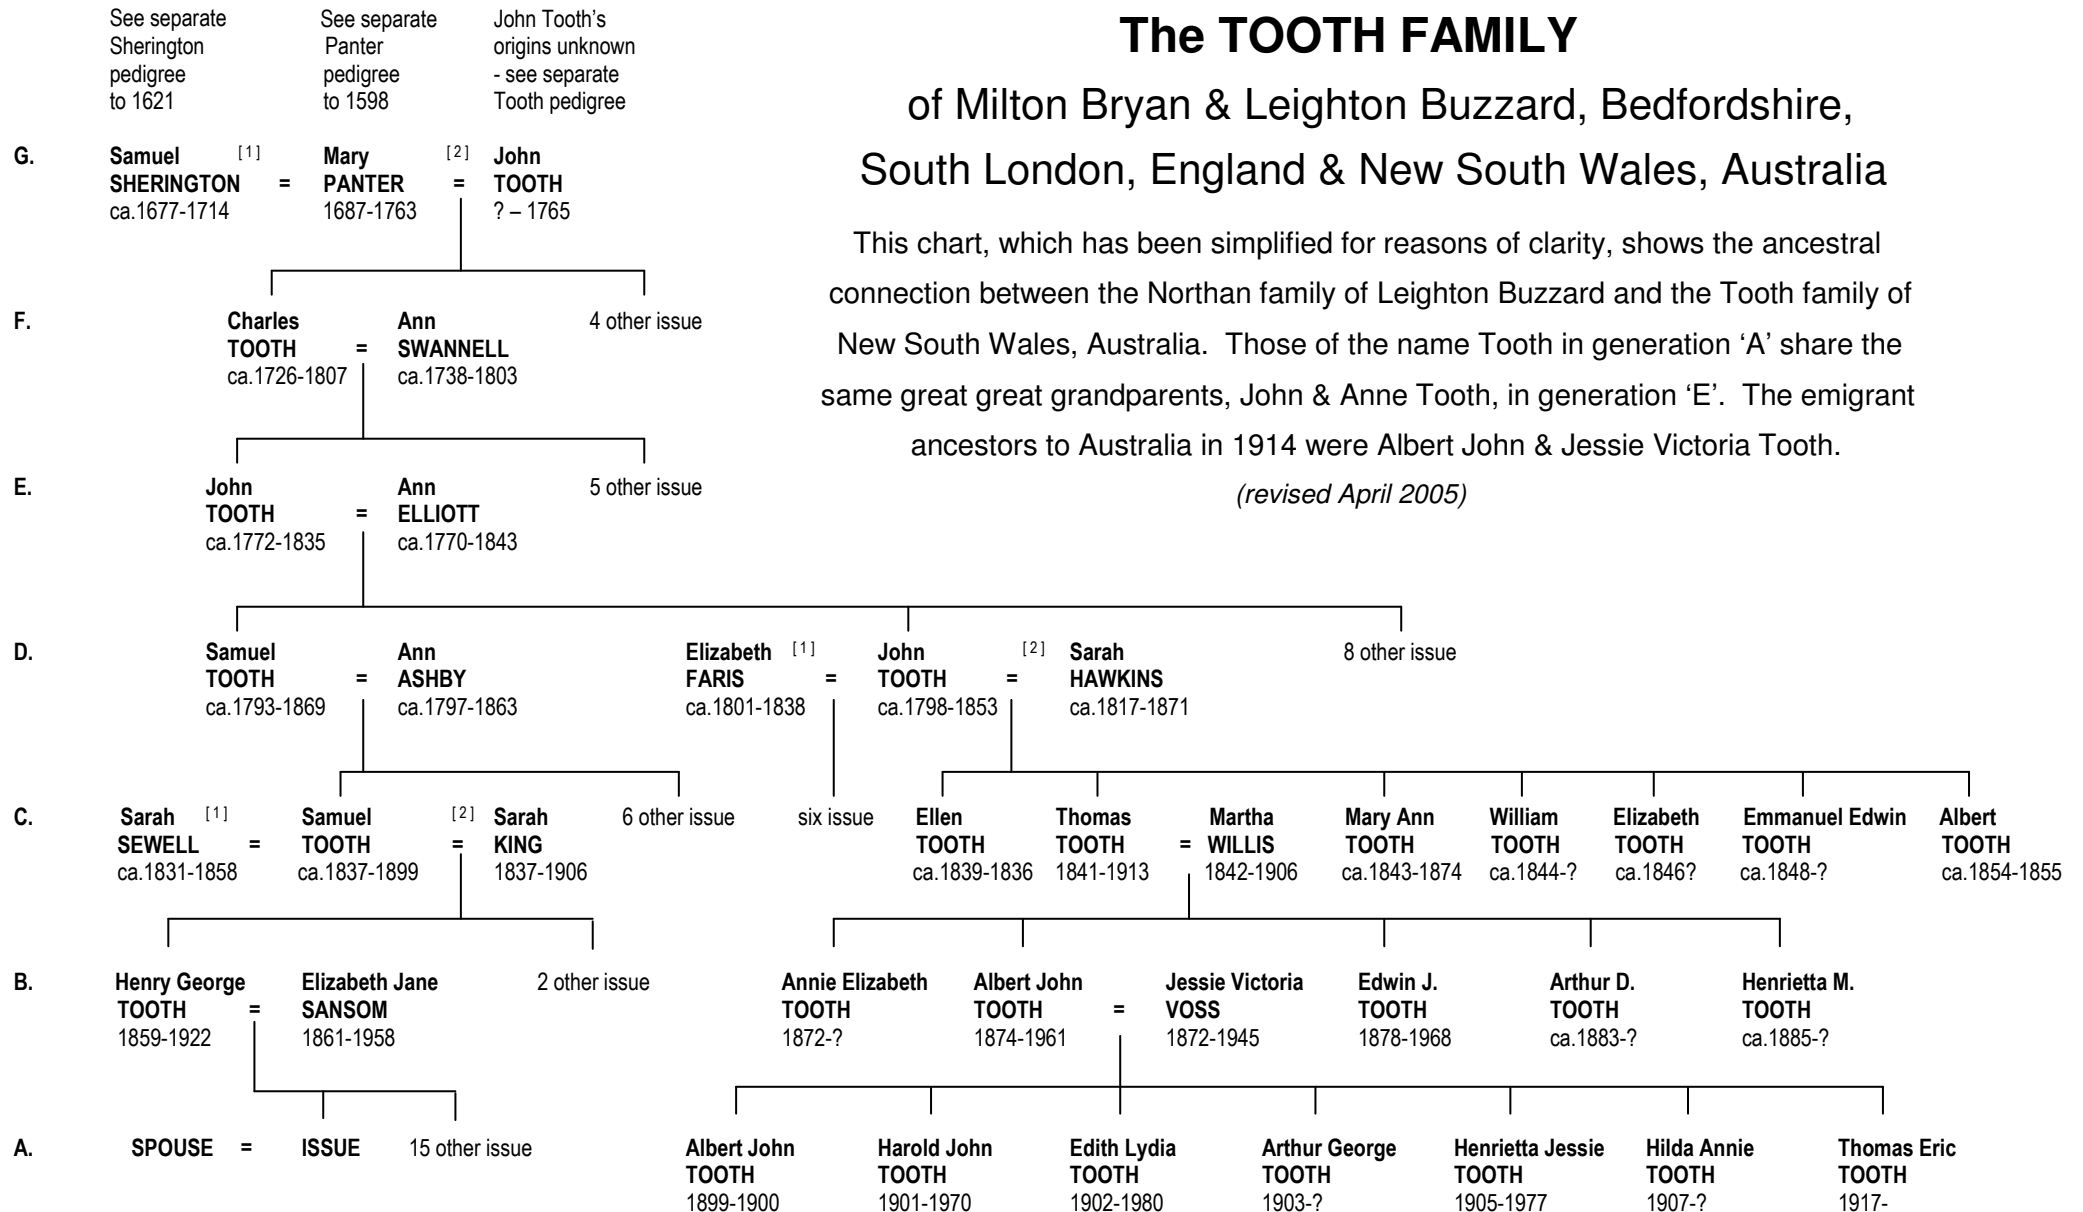 The TOOTH FAMILY
of Milton Bryan & Leighton Buzzard, Bedfordshire,
South London, England & New South Wales, Australia
This chart, which has been simplified for reasons of clarity, shows the ancestral
connection between the Northan family of Leighton Buzzard and the Tooth family of
New South Wales, Australia. Those of the name Tooth in generation ‘A’ share the
same great great grandparents, John & Anne Tooth, in generation ‘E’. The emigrant
ancestors to Australia in 1914 were Albert John & Jessie Victoria Tooth.
(revised April 2005)
See separate
Sherington
pedigree
to 1621
See separate
Panter
pedigree
to 1598
John Tooth's
origins unknown
- see separate
Tooth pedigree
G.
Samuel [1]
SHERINGTON =
ca.1677-1714
Mary [2]
PANTER =
1687-1763
John
TOOTH
? – 1765
F.
Charles
TOOTH =
ca.1726-1807
Ann
SWANNELL
ca.1738-1803
4 other issue
E.
John
TOOTH =
ca.1772-1835
Ann
ELLIOTT
ca.1770-1843
5 other issue
D.
Samuel
TOOTH =
ca.1793-1869
Ann
ASHBY
ca.1797-1863
Elizabeth [1]
FARIS =
ca.1801-1838
John [2]
TOOTH =
ca.1798-1853
Sarah
HAWKINS
ca.1817-1871
8 other issue
C.
Sarah [1]
SEWELL =
ca.1831-1858
Samuel [2]
TOOTH =
ca.1837-1899
Sarah
KING
1837-1906
6 other issue
six issue
Ellen
TOOTH
ca.1839-1836
Thomas
TOOTH =
1841-1913
Martha
WILLIS
1842-1906
Mary Ann
TOOTH
ca.1843-1874
William
TOOTH
ca.1844-?
Elizabeth
TOOTH
ca.1846?
Emmanuel Edwin
TOOTH
ca.1848-?
Albert
TOOTH
ca.1854-1855
B.
Henry George
TOOTH =
1859-1922
Elizabeth Jane
SANSOM
1861-1958
2 other issue
Annie Elizabeth
TOOTH
1872-?
Albert John
TOOTH =
1874-1961
Jessie Victoria
VOSS
1872-1945
Edwin J.
TOOTH
1878-1968
Arthur D.
TOOTH
ca.1883-?
Henrietta M.
TOOTH
ca.1885-?
A.
SPOUSE = ISSUE
15 other issue
Albert John
TOOTH
1899-1900
Harold John
TOOTH
1901-1970
Edith Lydia
TOOTH
1902-1980
Arthur George
TOOTH
1903-?
Henrietta Jessie
TOOTH
1905-1977
Hilda Annie
TOOTH
1907-?
Thomas Eric
TOOTH
1917-